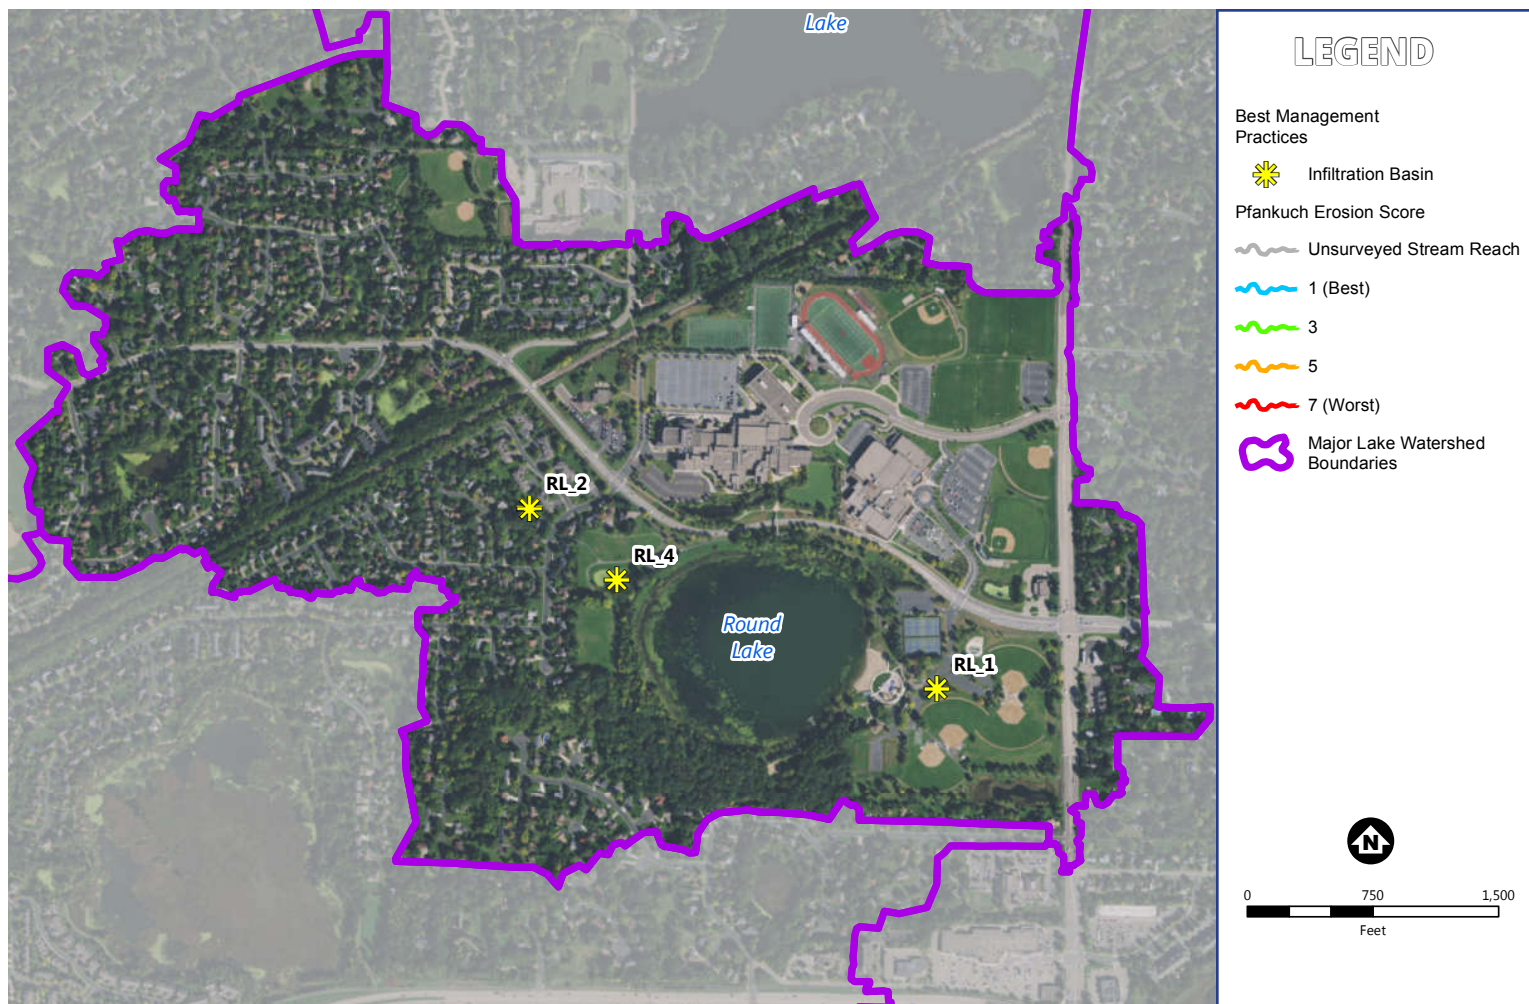 Lake
RL_2
RL_4
Round
Lake
RL_1
LEGEND
Best Management
Practices
Infiltration Basin
Pfankuch Erosion Score
Unsurveyed Stream Reach
1 (Best)
3
5
7 (Worst)
Major Lake Watershed
Boundaries
N
0 750 1,500
Feet